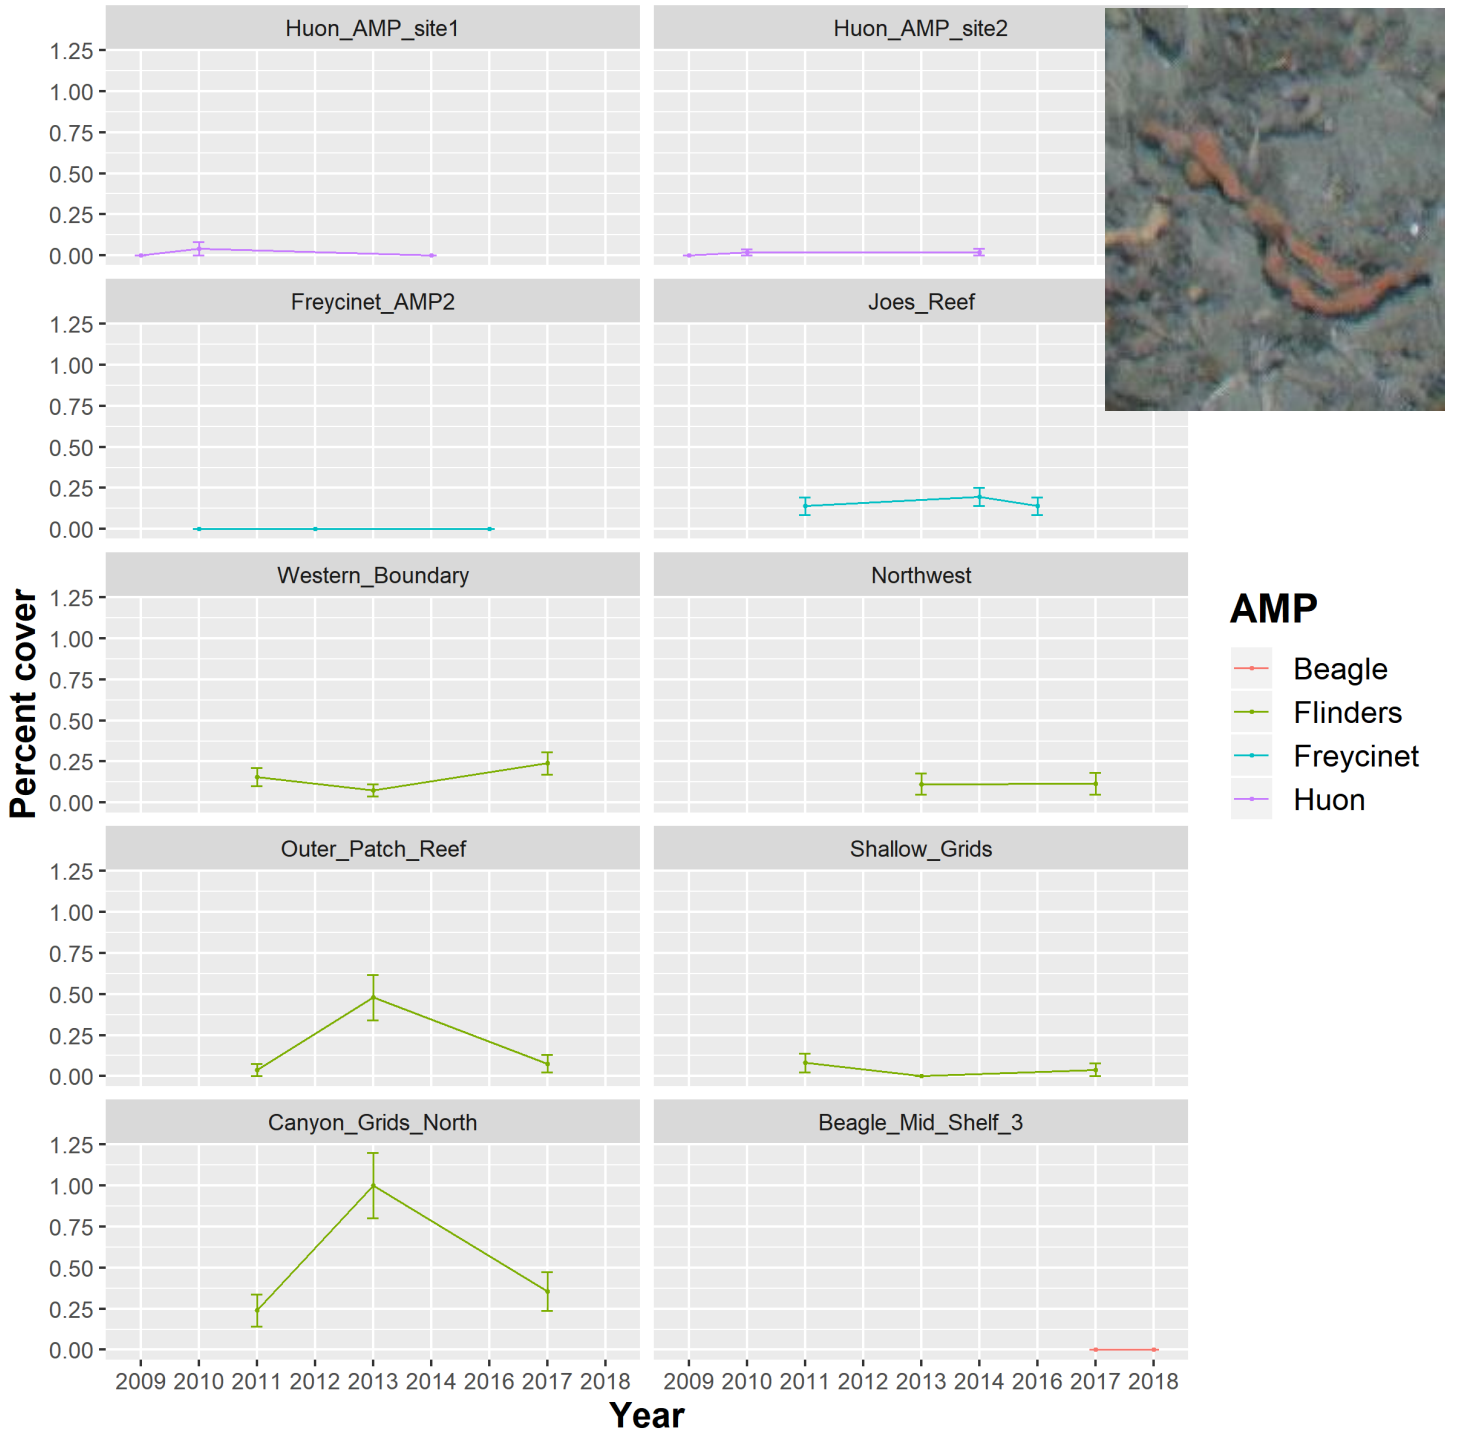 Huon_AMP_site1
Huon_AMP_site2
1.25
1.00
0.75
0.50
0.25
0.00
Freycinet_AMP2
Joes_Reef
1.25
1.00
0.75
0.50
0.25
0.00
Western_Boundary
Northwest
1.25
1.00
0.75
0.50
0.25
0.00
Outer_Patch_Reef
Shallow_Grids
1.25
1.00
0.75
0.50
0.25
0.00
Canyon_Grids_North
Beagle_Mid_Shelf_3
1.25
1.00
0.75
0.50
0.25
0.00
2009 2010 2011 2012 2013 2014 2016 2017 2018
2009 2010 2011 2012 2013 2014 2016 2017 2018
Year
Percent cover
AMP
Beagle
Flinders
Freycinet
Huon